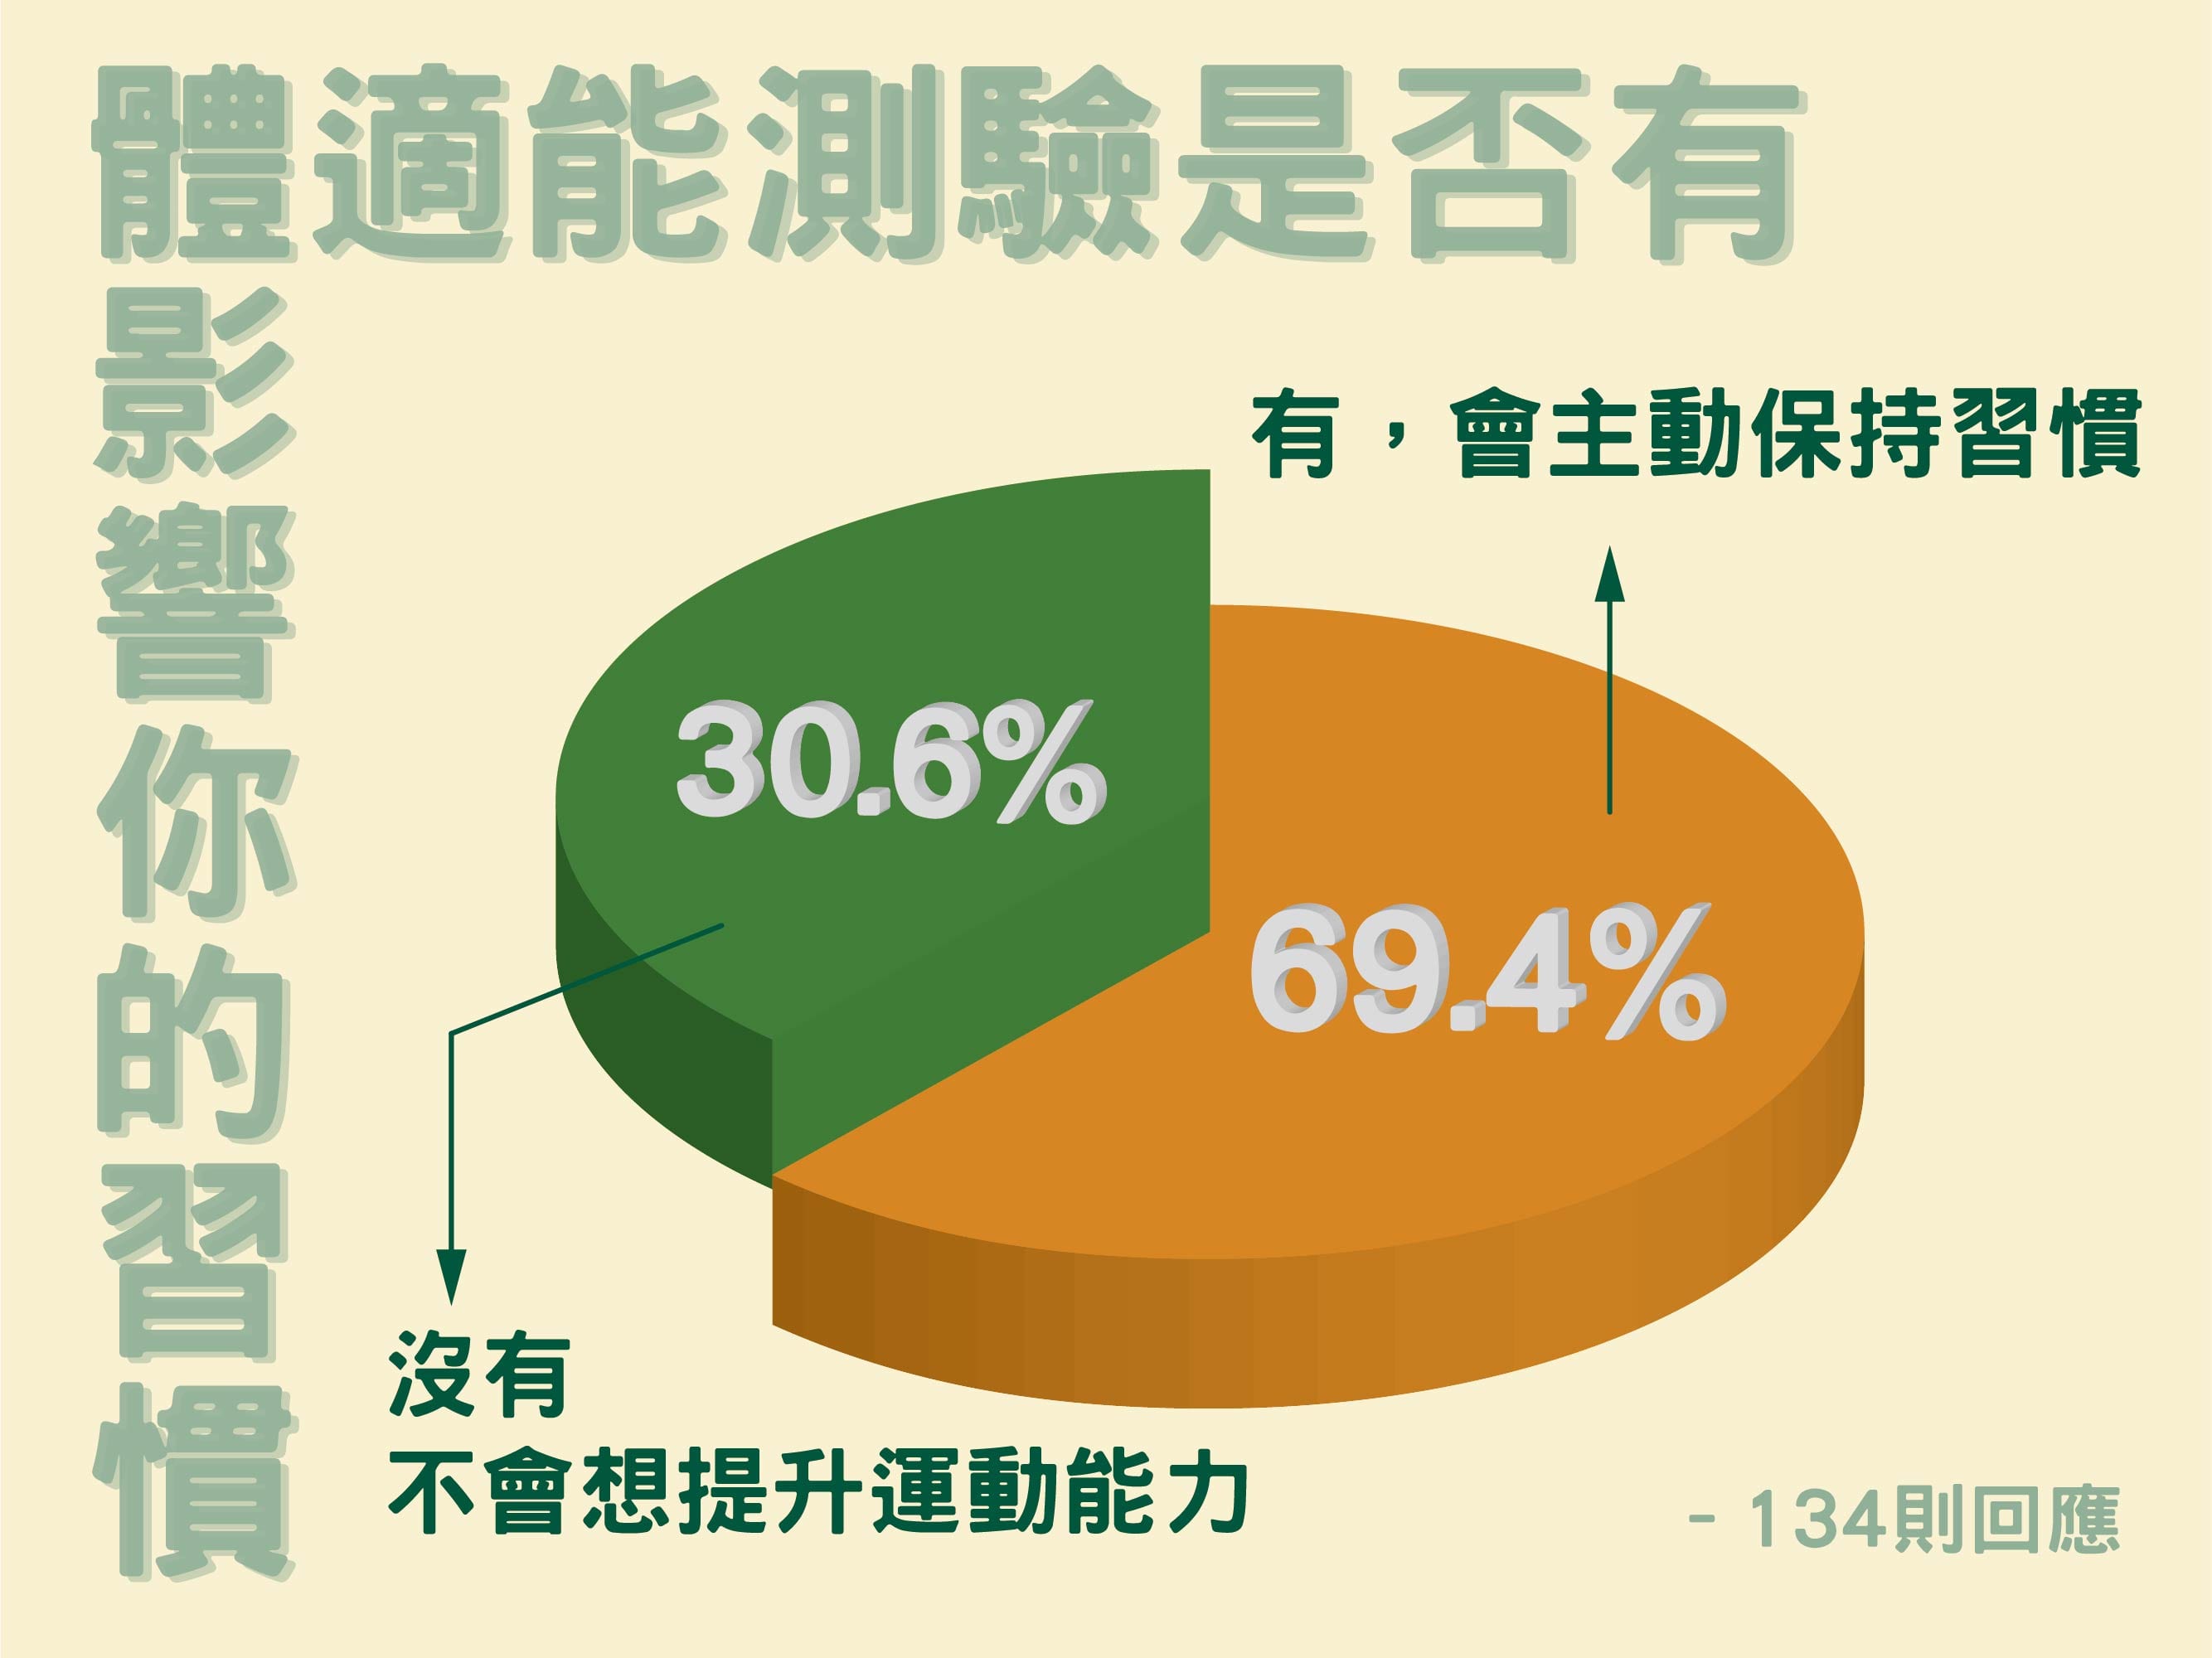 體適能測驗是否有
影響你的習慣
有，會主動保持習慣
30.6%
69.4%
沒有
不會想提升運動能力
- 134則回應